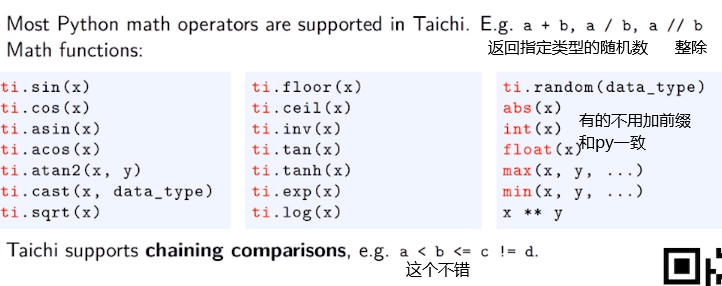 Most Python math operators are supported in Taichi. E.g. a + b, a / b, a // b
Math functions:
返回指定类型的随机数 整除
ti.sin(x)
ti.cos(x)
ti.asin(x)
ti.acos(x)
ti.atan2(x, y)
ti.cast(x, data_type)
ti.sqrt(x)
ti.floor(x)
ti.ceil(x)
ti.inv(x)
ti.tan(x)
ti.tanh(x)
ti.exp(x)
ti.log(x)
ti.random(data_type)
abs(x)
int(x)
float(x)
max(x, y, ...)
min(x, y, ...)
x ** y
有的不用加前缀
和py一致
Taichi supports chaining comparisons, e.g. a < b <= c != d.
这个不错